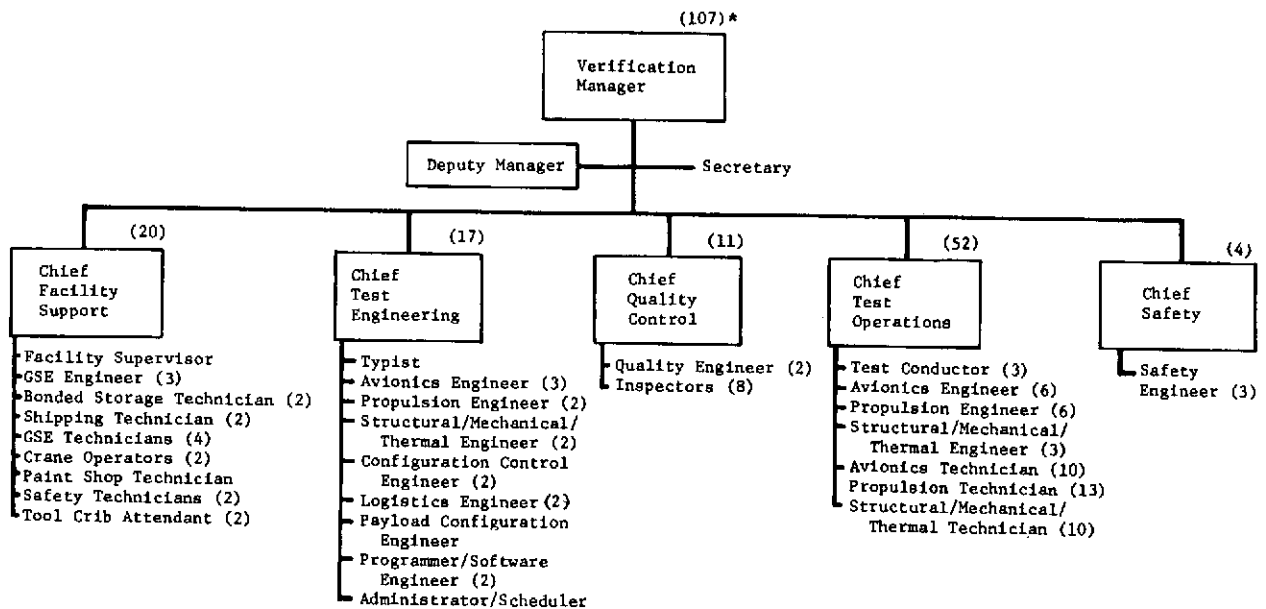 (107)*
Verification
Manager
Deputy Manager
Secretary
(20)
Chief
Facility
Support
Facility Supervisor
GSE Engineer (3)
Bonded Storage Technician (2)
Shipping Technician (2)
GSE Technicians (4)
Crane Operators (2)
Paint Shop Technician
Safety Technicians (2)
Tool Crib Attendant (2)
(17)
Chief
Test
Engineering
Typist
Avionics Engineer (3)
Propulsion Engineer (2)
Structural/Mechanical/
Thermal Engineer (2)
Configuration Control
Engineer (2)
Logistics Engineer (2)
Payload Configuration
Engineer
Programmer/Software
Engineer (2)
Administrator/Scheduler
(11)
Chief
Quality
Control
Quality Engineer (2)
Inspectors (8)
(52)
Chief
Test
Operations
Test Conductor (3)
Avionics Engineer (6)
Propulsion Engineer (6)
Structural/Mechanical/
Thermal Engineer (3)
Avionics Technician (10)
Propulsion Technician (13)
Structural/Mechanical/
Thermal Technician (10)
(4)
Chief
Safety
Safety
Engineer (3)